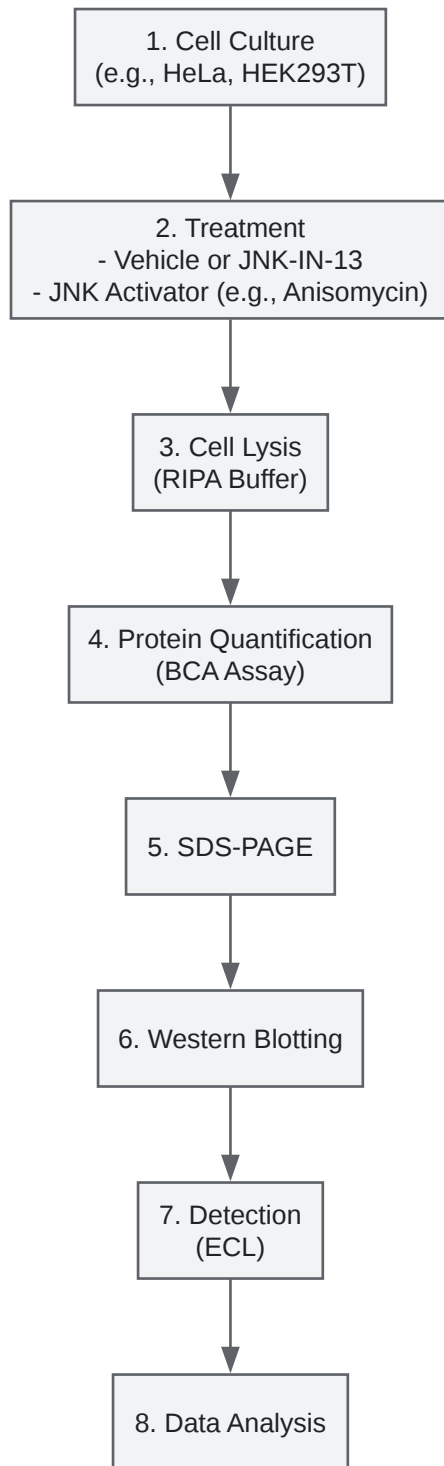 1. Cell Culture
(e.g., HeLa, HEK293T)
2. Treatment
- Vehicle or JNK-IN-13
- JNK Activator (e.g., Anisomycin)
3. Cell Lysis
(RIPA Buffer)
4. Protein Quantification
(BCA Assay)
5. SDS-PAGE
6. Western Blotting
7. Detection
(ECL)
8. Data Analysis